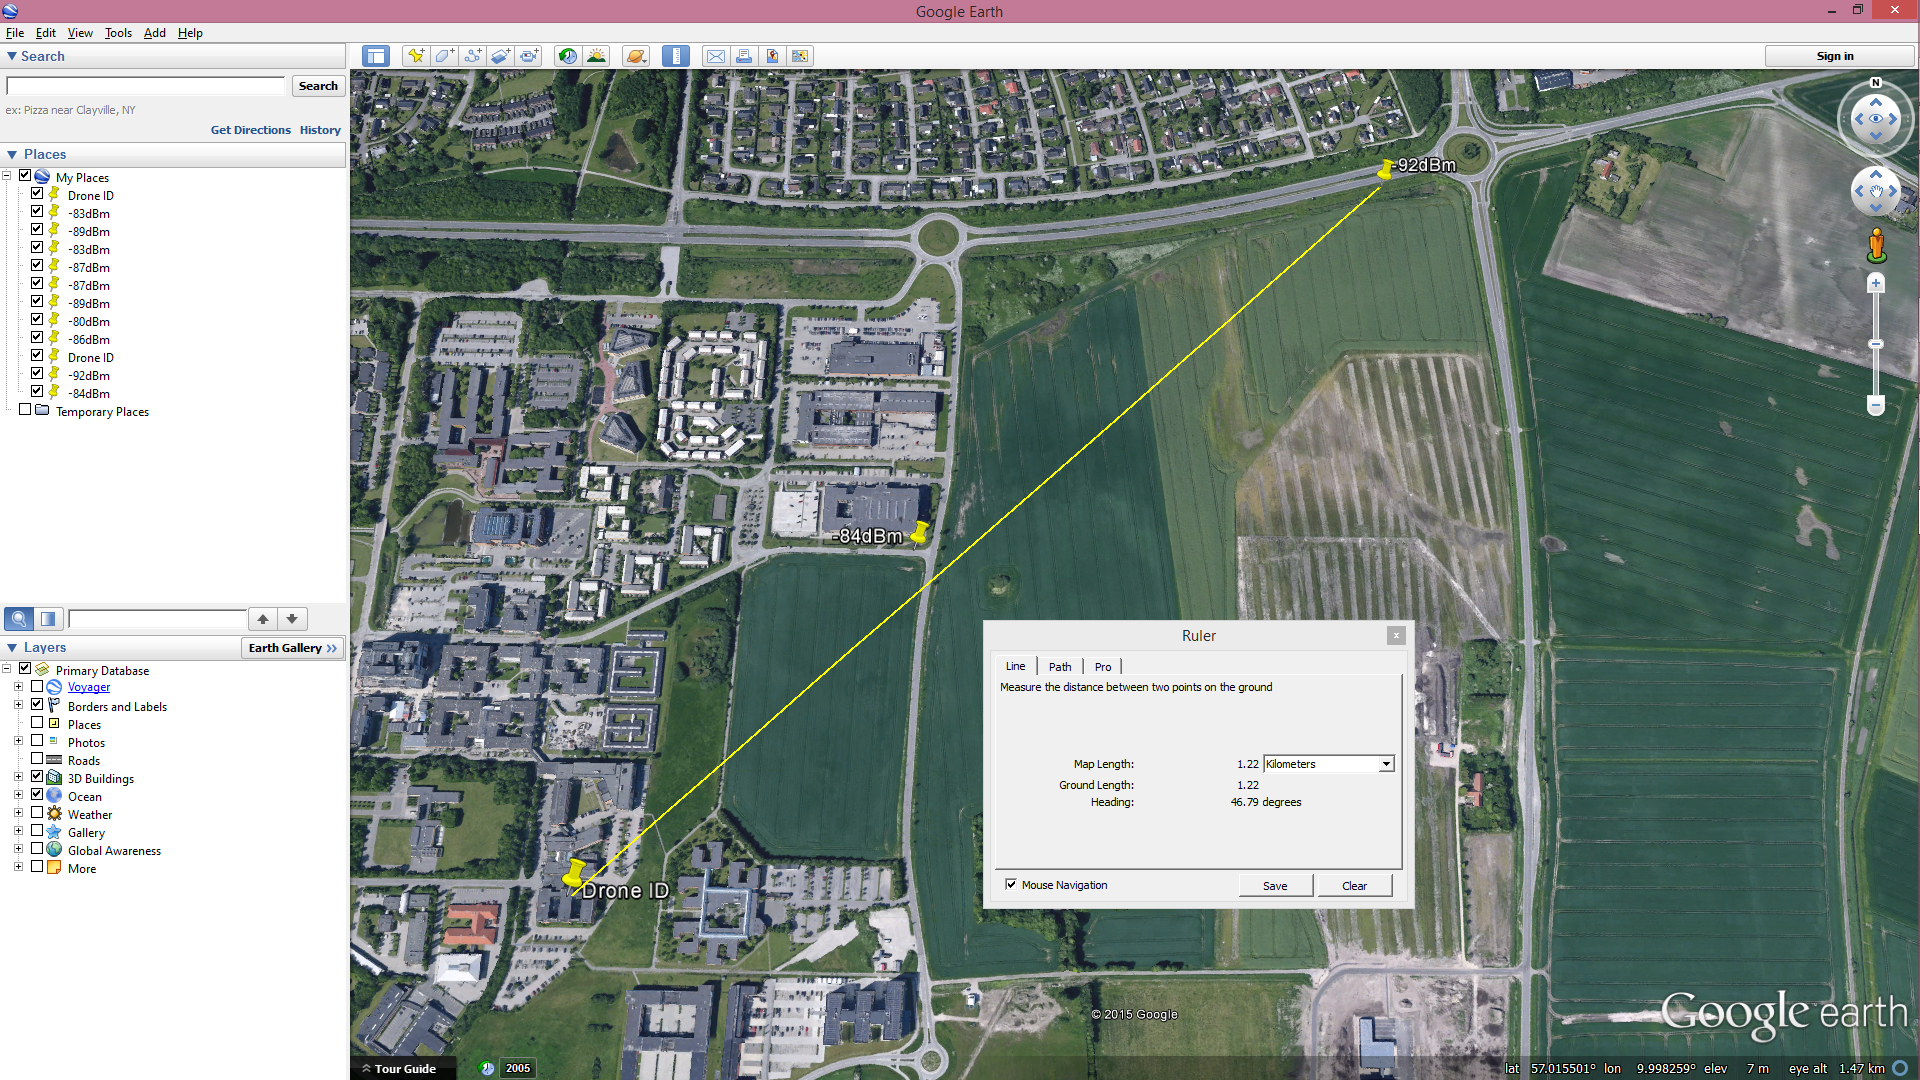 Google Earth
File Edit View Tools Add Help
Search
Sign in
Search
ex: Pizza near Clayville, NY
Get Directions History
Places
My Places
Drone ID
-83dBm
-89dBm
-83dBm
-87dBm
-87dBm
-89dBm
-80dBm
-86dBm
Drone ID
-92dBm
-84dBm
Temporary Places
Layers
Earth Gallery >>
Primary Database
Voyager
Borders and Labels
Places
Photos
Roads
3D Buildings
Ocean
Weather
Gallery
Global Awareness
More
N
-92dBm
-84dBm
Drone ID
Ruler
Line Path Pro
Measure the distance between two points on the ground
Map Length: 1.22 Kilometers
Ground Length: 1.22
Heading: 46.79 degrees
Mouse Navigation Save Clear
© 2015 Google
Google earth
Tour Guide 2005 lat 57.015501° lon 9.998259° elev 7 m eye alt 1.47 km